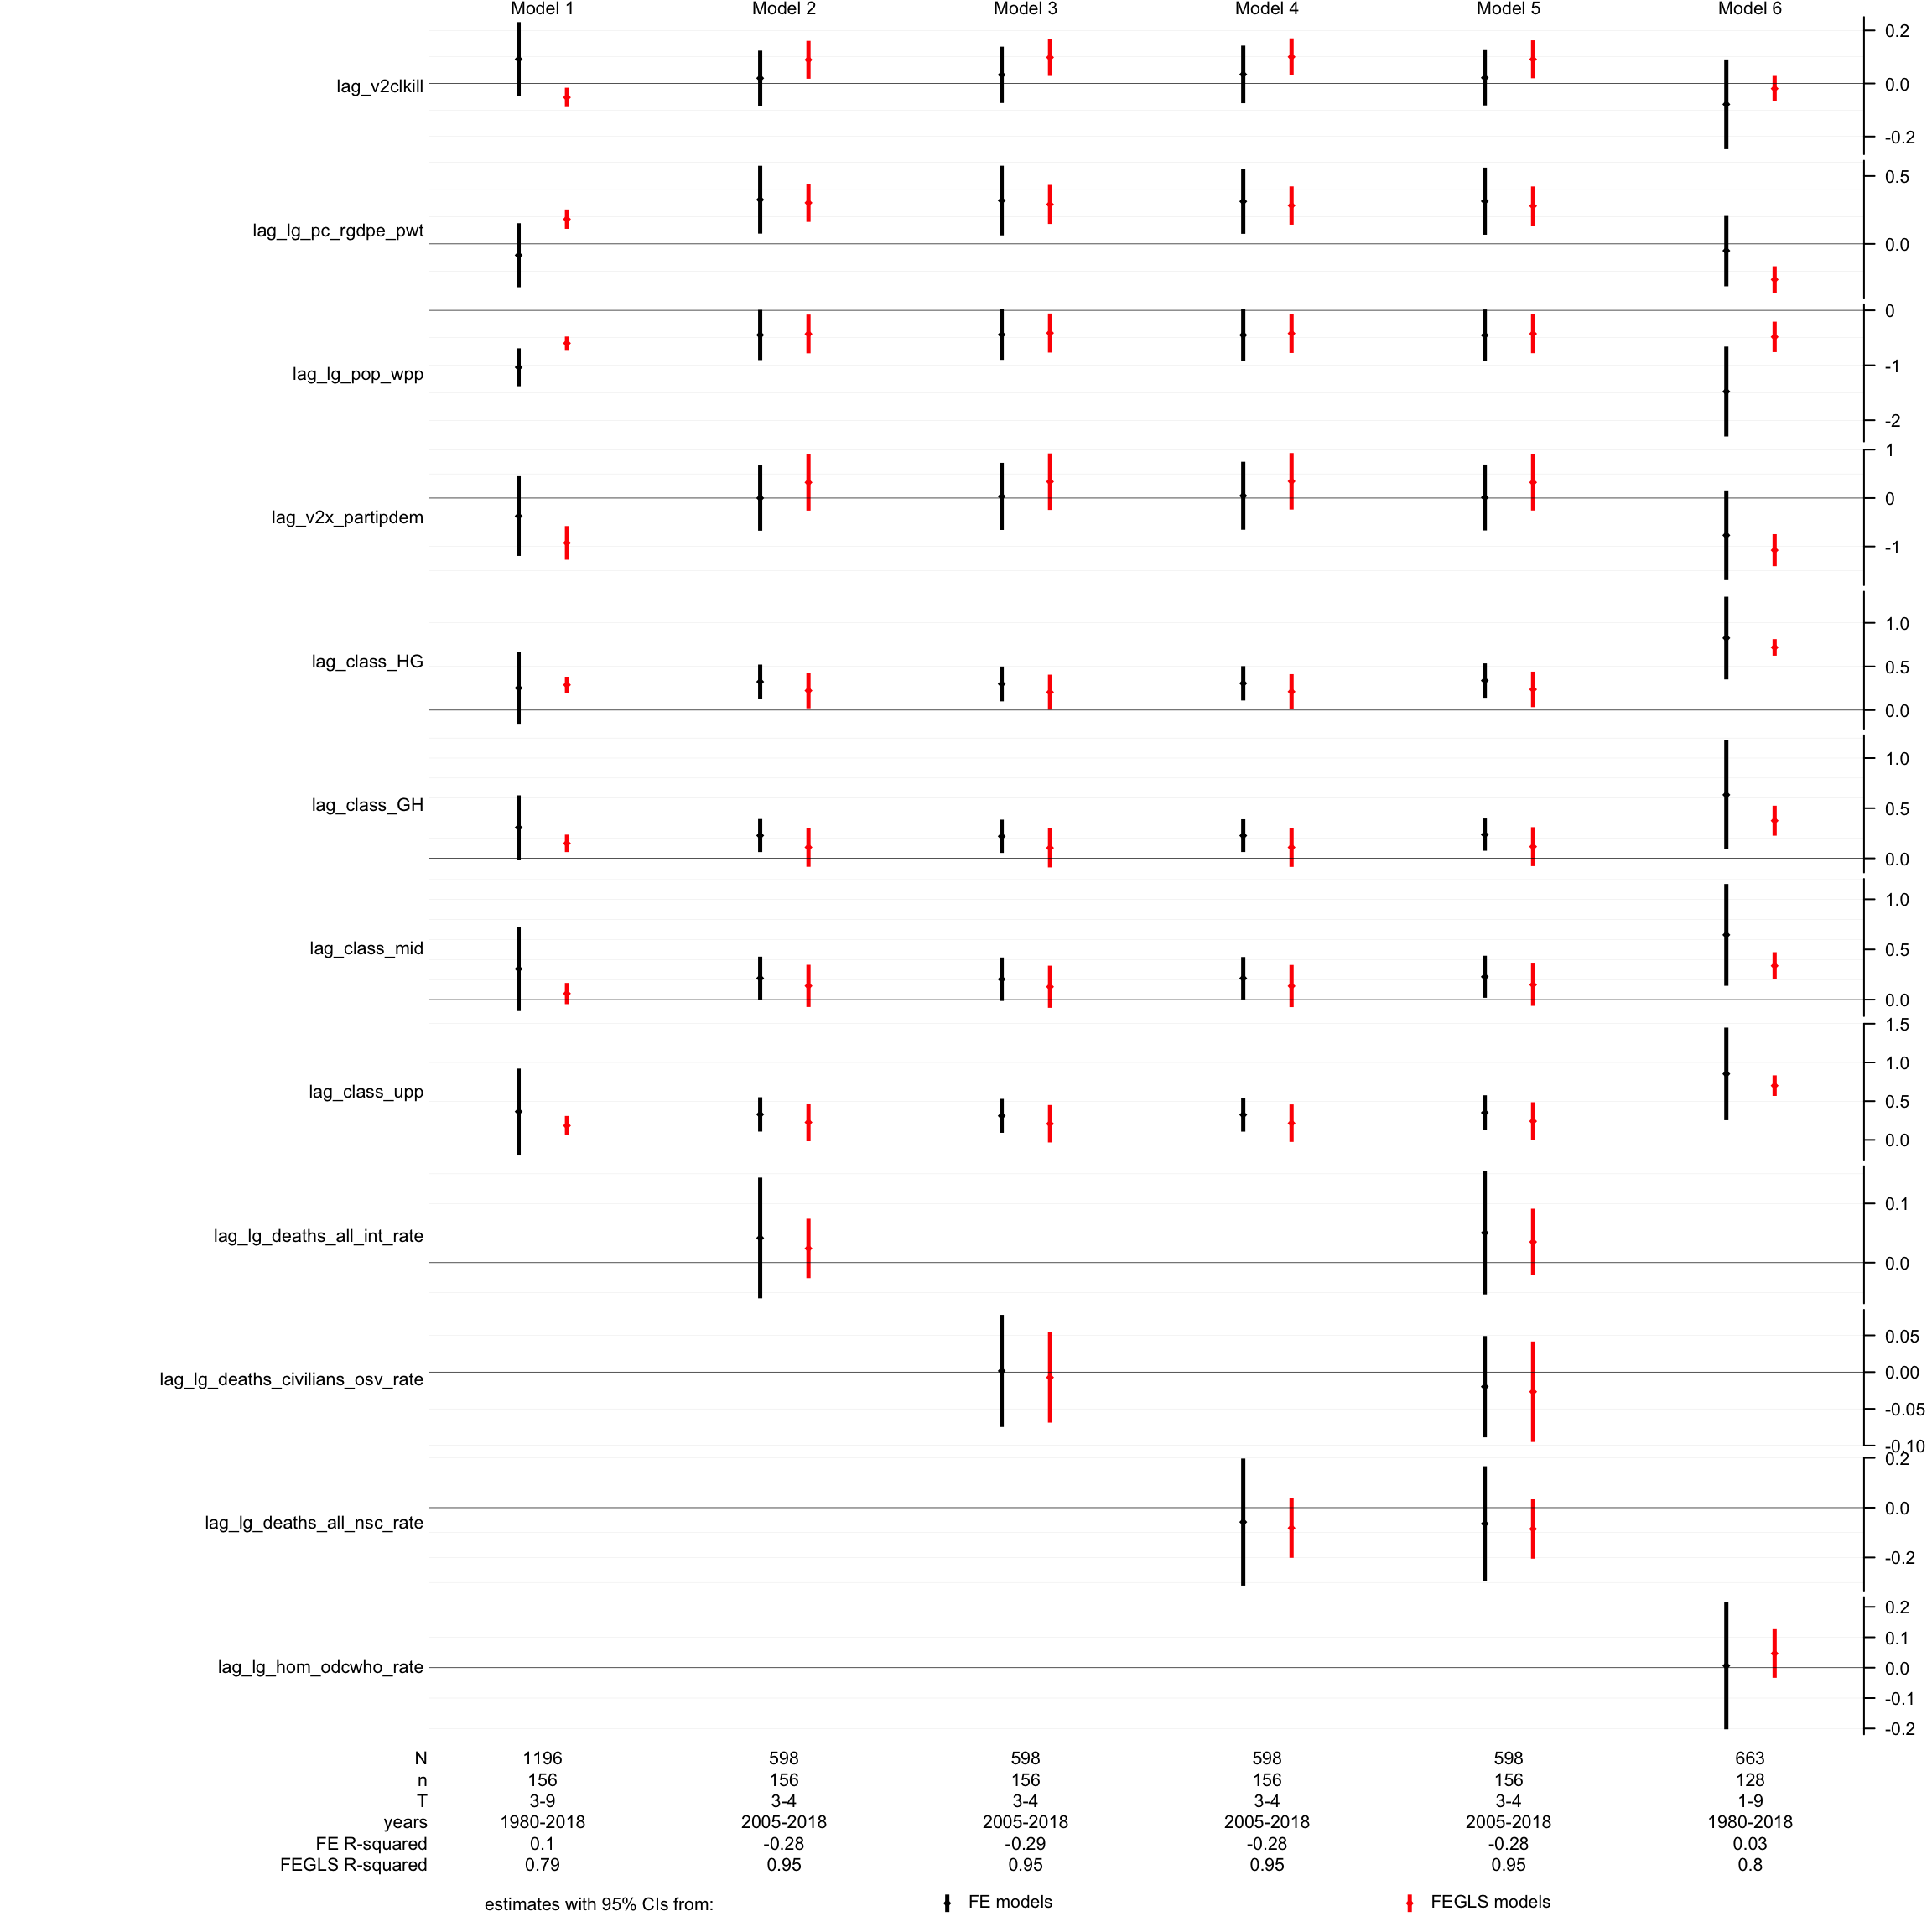 Model 1 Model 2 Model 3 Model 4 Model 5 Model 6
lag_v2clkill
0.2
0.0
-0.2
lag_lg_pc_rgdpe_pwt
0.5
0.0
lag_lg_pop_wpp
0
-1
-2
lag_v2x_partipdem
1
0
-1
lag_class_HG
1.0
0.5
0.0
lag_class_GH
1.0
0.5
0.0
lag_class_mid
1.0
0.5
0.0
lag_class_upp
1.5
1.0
0.5
0.0
lag_lg_deaths_all_int_rate
0.1
0.0
lag_lg_deaths_civilians_osv_rate
0.05
0.00
-0.05
-0.10
lag_lg_deaths_all_nsc_rate
0.2
0.0
-0.2
lag_lg_hom_odcwho_rate
0.2
0.1
0.0
-0.1
-0.2
N 1196 598 598 598 598 663
n 156 156 156 156 156 128
T 3-9 3-4 3-4 3-4 3-4 1-9
years 1980-2018 2005-2018 2005-2018 2005-2018 2005-2018 1980-2018
FE R-squared 0.1 -0.28 -0.29 -0.28 -0.28 0.03
FEGLS R-squared 0.79 0.95 0.95 0.95 0.95 0.8
estimates with 95% CIs from: FE models FEGLS models